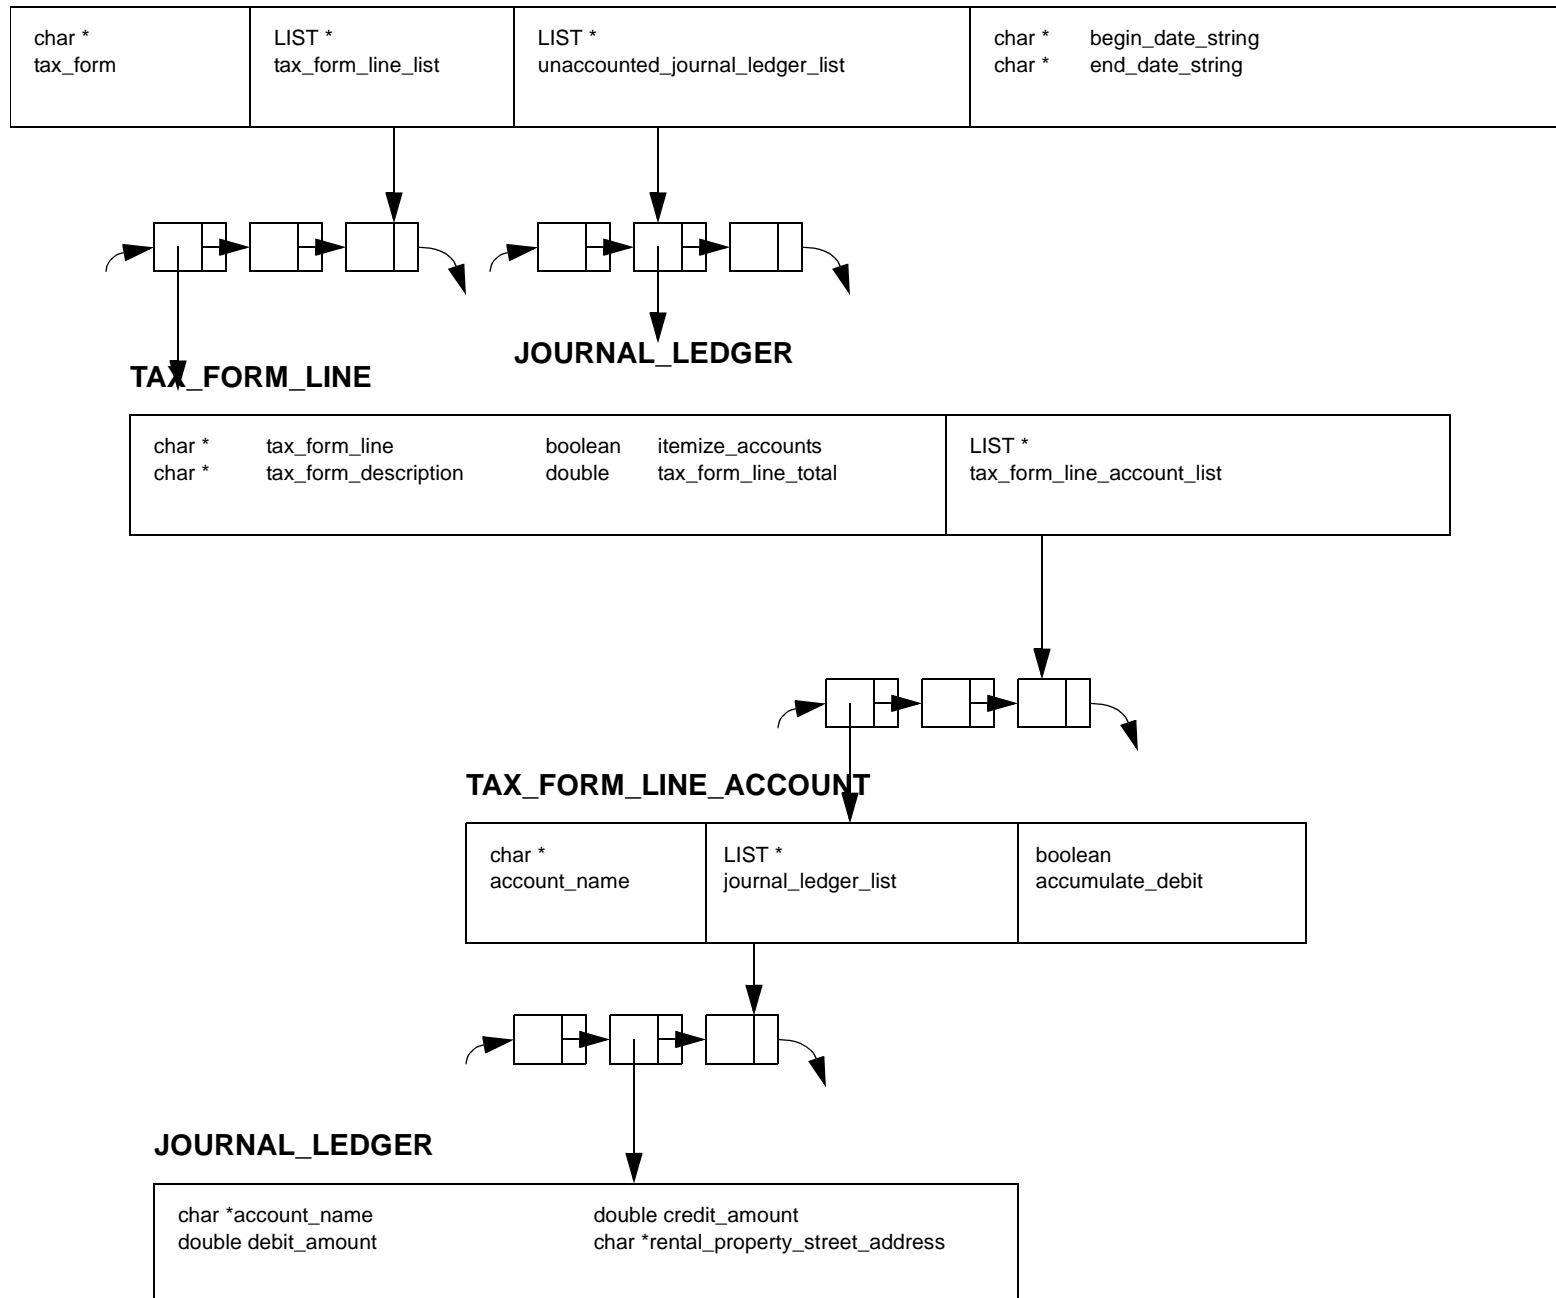 char *
tax_form
LIST *
tax_form_line_list
LIST *
unaccounted_journal_ledger_list
char * begin_date_string
char * end_date_string
JOURNAL_LEDGER
TAX_FORM_LINE
char * tax_form_line boolean itemize_accounts
char * tax_form_description double tax_form_line_total
LIST *
tax_form_line_account_list
TAX_FORM_LINE_ACCOUNT
char *
account_name
LIST *
journal_ledger_list
boolean
accumulate_debit
JOURNAL_LEDGER
char *account_name double credit_amount
double debit_amount char *rental_property_street_address